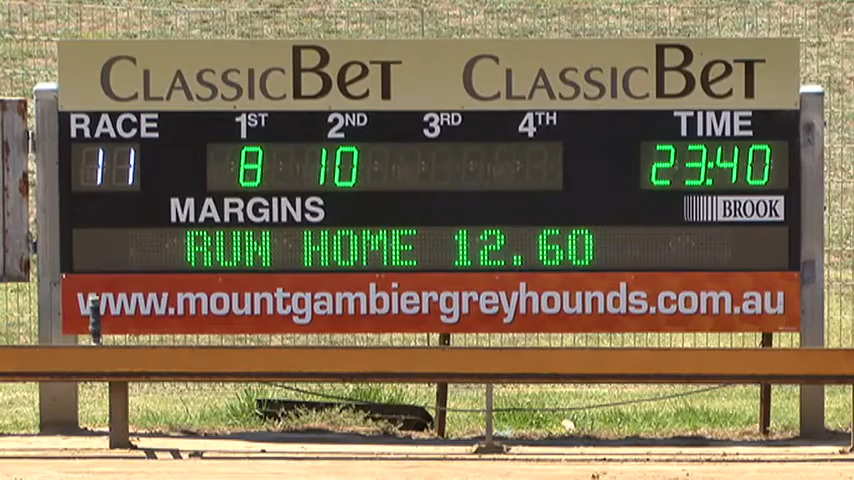 CLASSICBET CLASSICBET
RACE 1ST 2ND 3RD 4TH TIME
11 8 10 23:40
MARGINS BROOK
RUN HOME 12.60
www.mountgambiergreyhounds.com.au